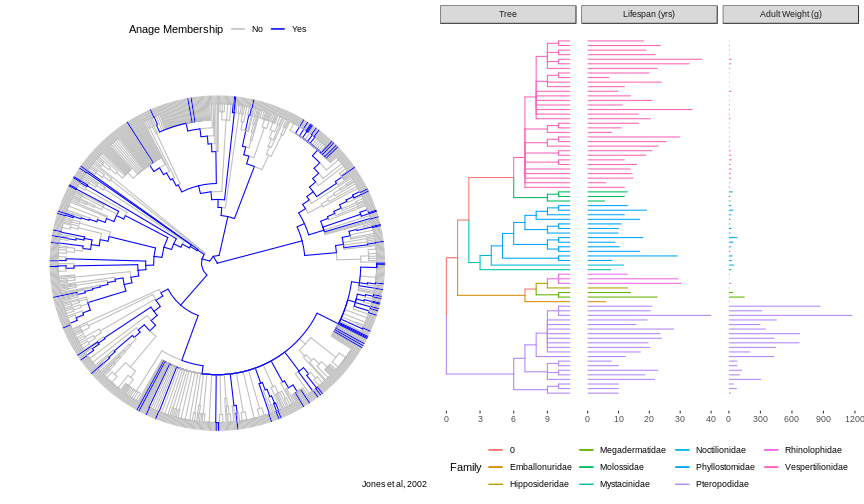 Anage Membership No Yes
Jones et al, 2002
Tree Lifespan (yrs) Adult Weight (g)
0 3 6 9 0 10 20 30 40 0 300 600 900 1200
Family
0 Megadermatidae Noctilionidae Rhinolophidae
Emballonuridae Molossidae Phyllostomidae Vespertilionidae
Hipposideridae Mystacinidae Pteropodidae